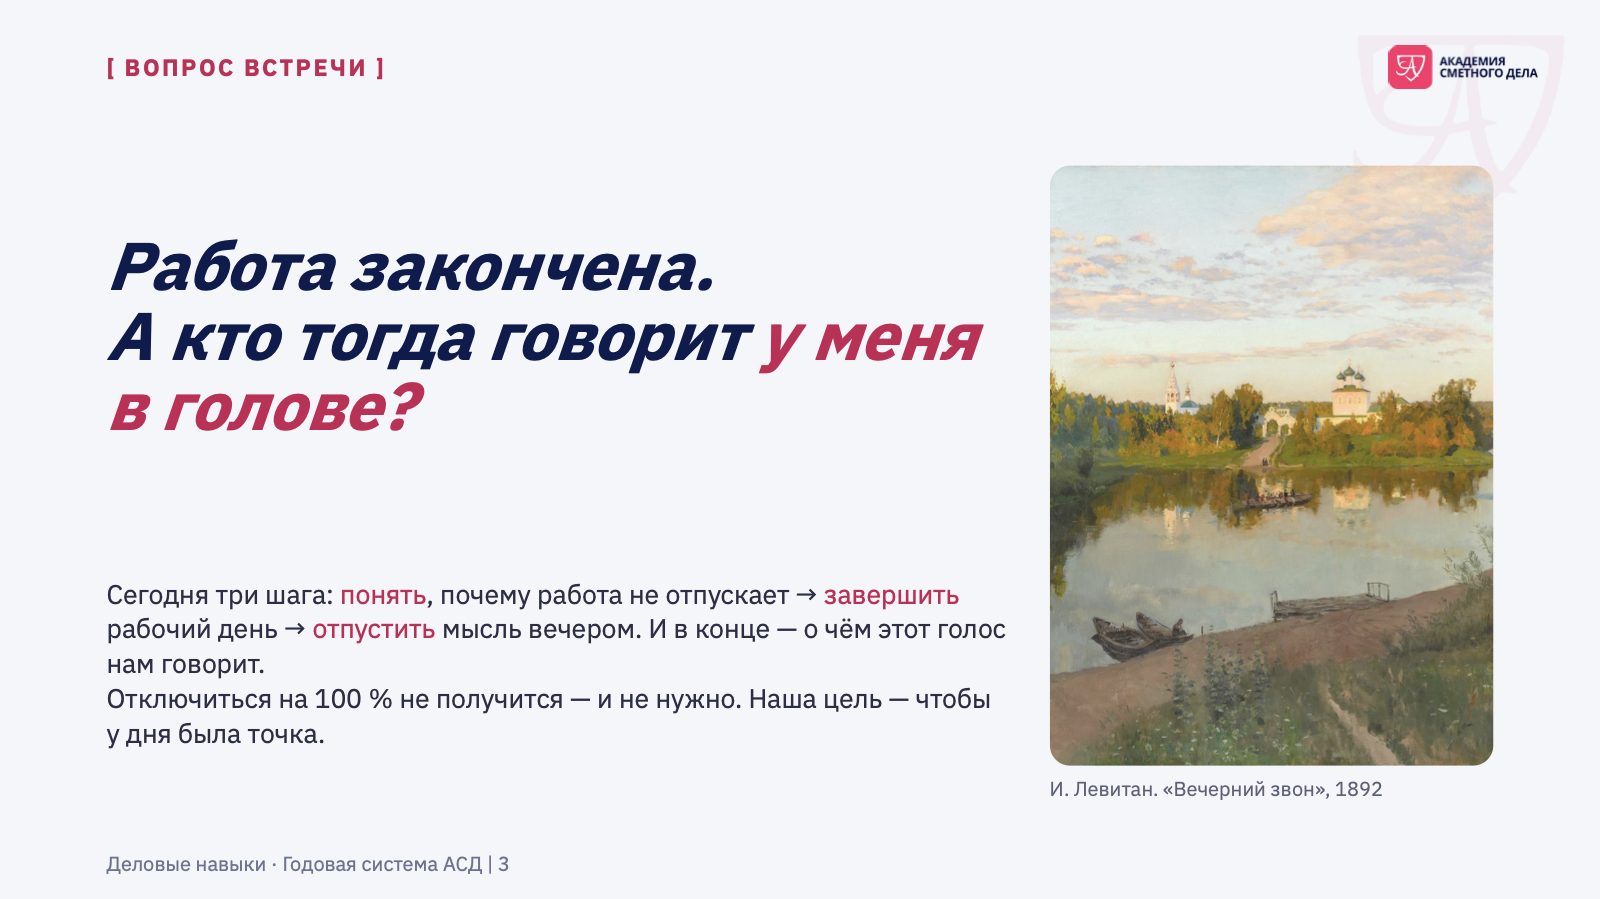 [ ВОПРОС ВСТРЕЧИ ]
АКАДЕМИЯ
СМЕТНОГО ДЕЛА
Работа закончена.
А кто тогда говорит у меня
в голове?
Сегодня три шага: понять, почему работа не отпускает → завершить
рабочий день → отпустить мысль вечером. И в конце — о чём этот голос
нам говорит.
Отключиться на 100 % не получится — и не нужно. Наша цель — чтобы
у дня была точка.
И. Левитан. «Вечерний звон», 1892
Деловые навыки · Годовая система АСД | 3